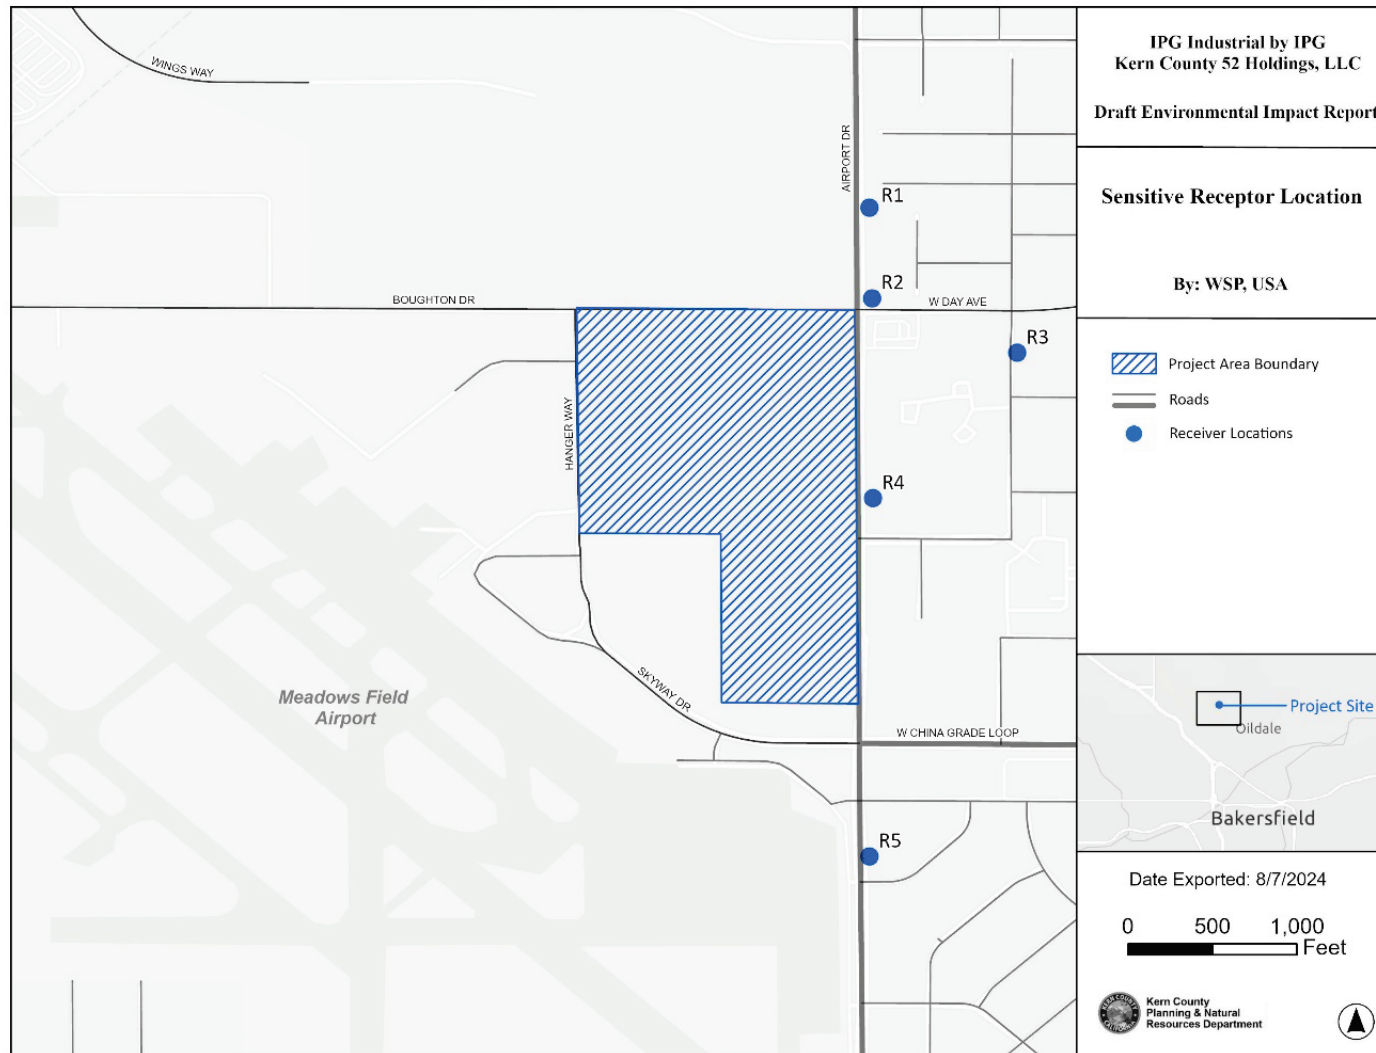 WINGS WAY
AIRPORT DR
R1
R2
BOUGHTON DR
W DAY AVE
R3
HANGER WAY
R4
SKYWAY DR
Meadows Field
Airport
W CHINA GRADE LOOP
R5
IPG Industrial by IPG
Kern County 52 Holdings, LLC
Draft Environmental Impact Report
Sensitive Receptor Location
By: WSP, USA
Project Area Boundary
Roads
Receiver Locations
Project Site
Oildale
Bakersfield
Date Exported: 8/7/2024
0 500 1,000
Feet
KERN COUNTY
CALIFORNIA
Kern County
Planning & Natural
Resources Department